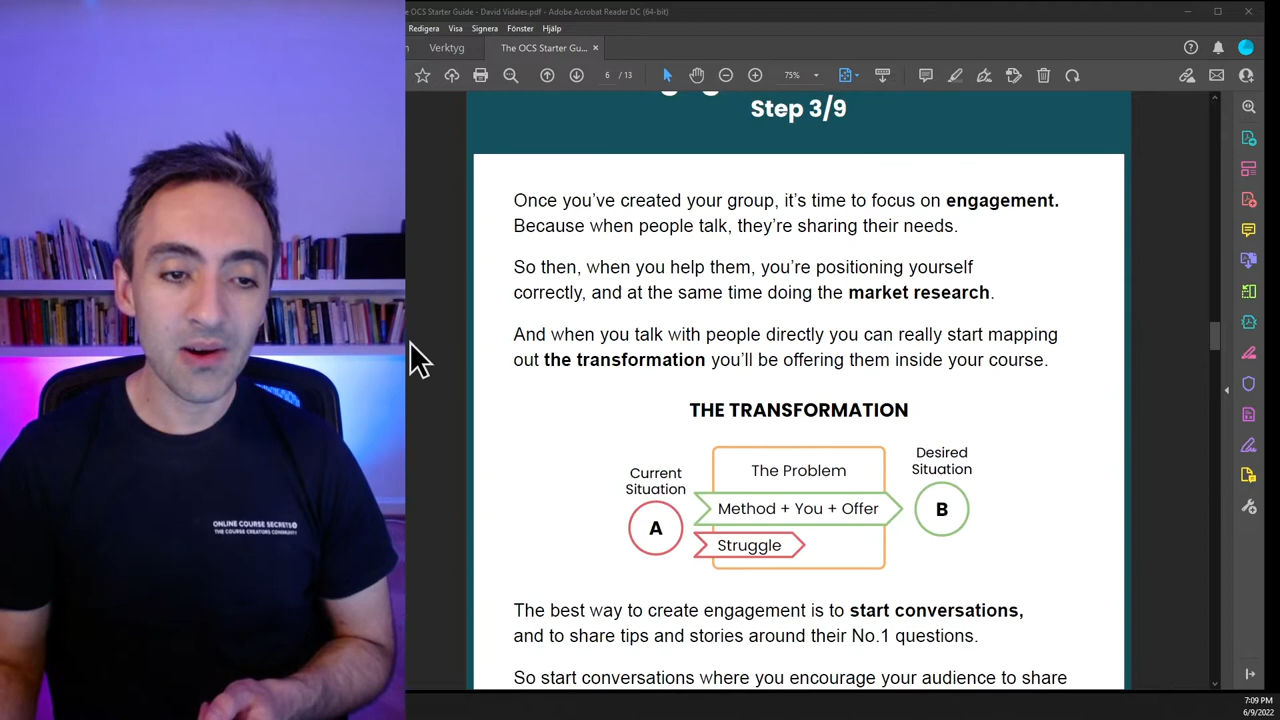 he OCS Starter Guide - David Vidales.pdf - Adobe Acrobat Reader DC (64-bit)
Redigera Visa Signera Fönster Hjälp
Verktyg The OCS Starter Gu... ×
6 / 13 75%
Step 3/9
Once you've created your group, it's time to focus on engagement.
Because when people talk, they're sharing their needs.
So then, when you help them, you're positioning yourself
correctly, and at the same time doing the market research.
And when you talk with people directly you can really start mapping
out the transformation you'll be offering them inside your course.
THE TRANSFORMATION
Current
Situation
A
The Problem
Method + You + Offer
Struggle
Desired
Situation
B
The best way to create engagement is to start conversations,
and to share tips and stories around their No.1 questions.
So start conversations where you encourage your audience to share
ONLINE COURSE SECRETS
THE COURSE CREATORS COMMUNITY
7:09 PM
6/9/2022